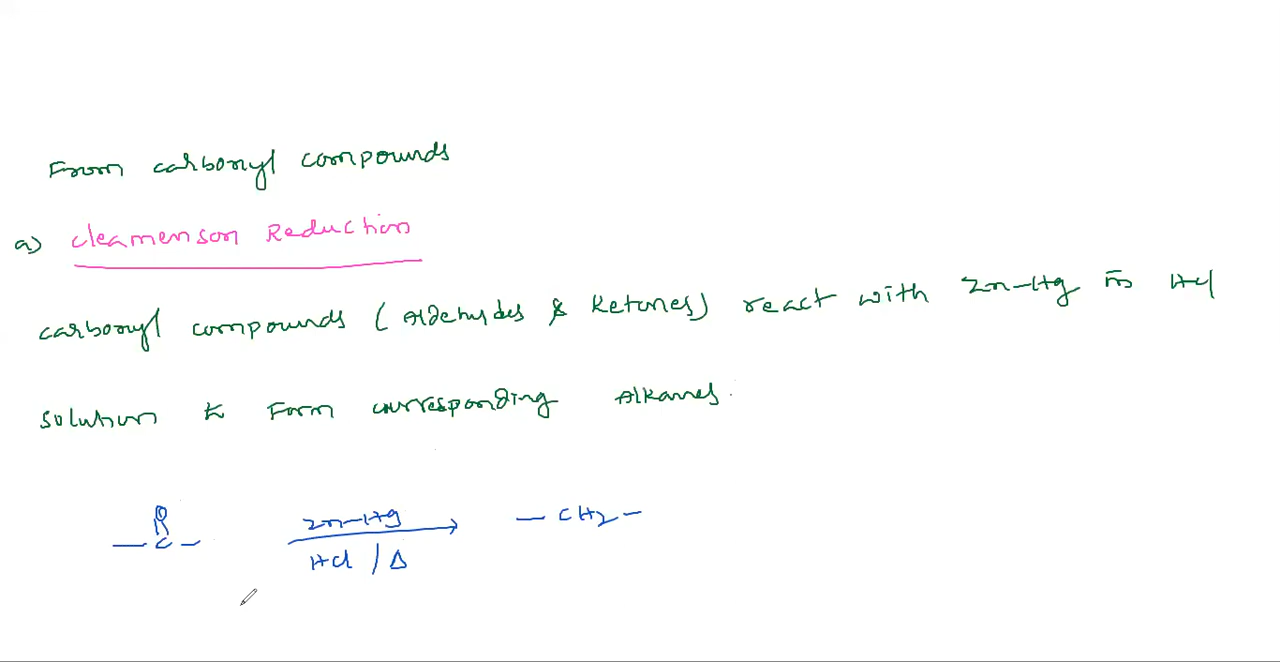 From carbonyl compounds
a) cleamenson Reduction
carbonyl compounds (Aldehydes & Ketones) react with Zn-Hg in HCl
solution to Form corresponding Alkanes.
O
— C — Zn-Hg — CH2 —
HCl / Δ